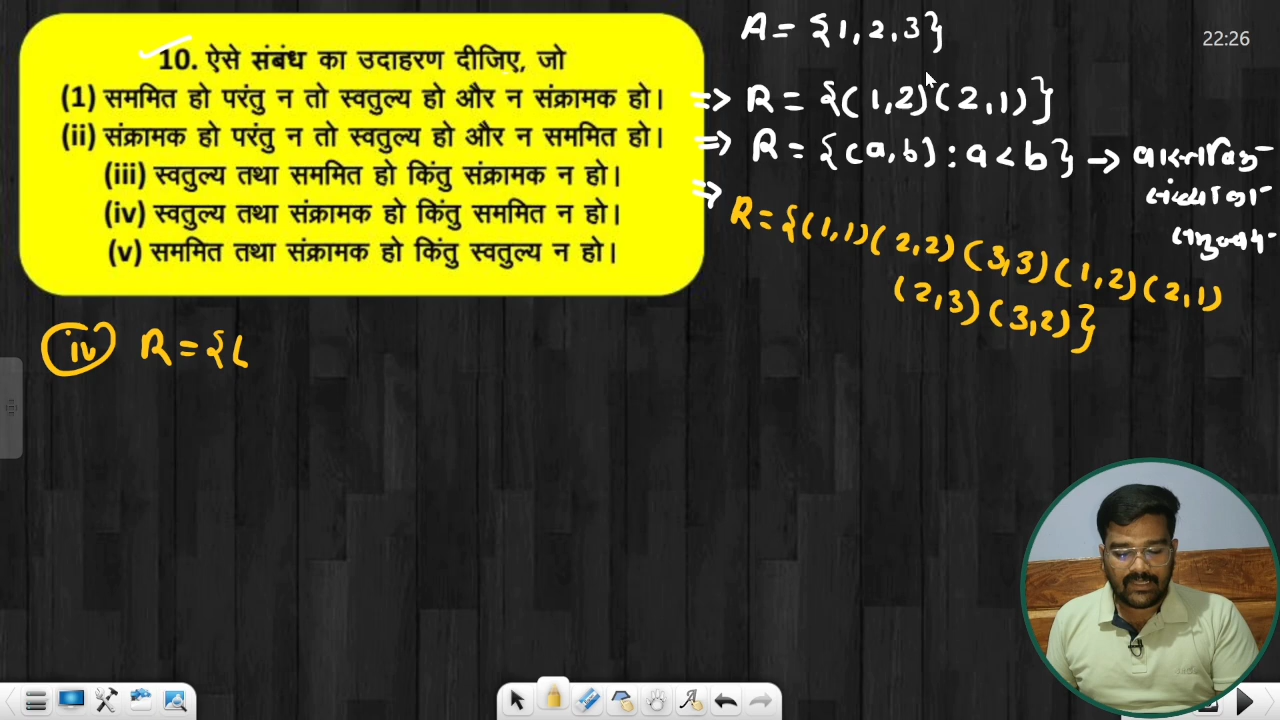 10. ऐसे संबंध का उदाहरण दीजिए, जो
(1) सममित हो परंतु न तो स्वतुल्य हो और न संक्रामक हो।
(ii) संक्रामक हो परंतु न तो स्वतुल्य हो और न सममित हो।
(iii) स्वतुल्य तथा सममित हो किंतु संक्रामक न हो।
(iv) स्वतुल्य तथा संक्रामक हो किंतु सममित न हो।
(v) सममित तथा संक्रामक हो किंतु स्वतुल्य न हो।
A = {1,2,3}
22:26
=> R = {(1,2)(2,1)}
=> R = {(a,b) : a < b} → वास्तविक
=>
R = {(1,1)(2,2)(3,3)(1,2)(2,1)
(2,3)(3,2)}
iv R = {(